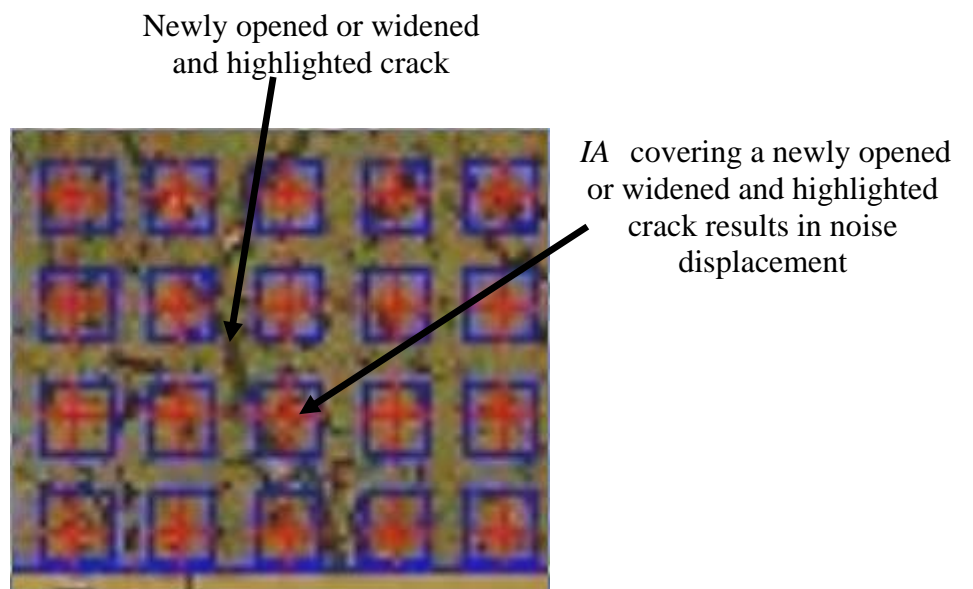 Newly opened or widened
and highlighted crack
IA covering a newly opened
or widened and highlighted
crack results in noise
displacement